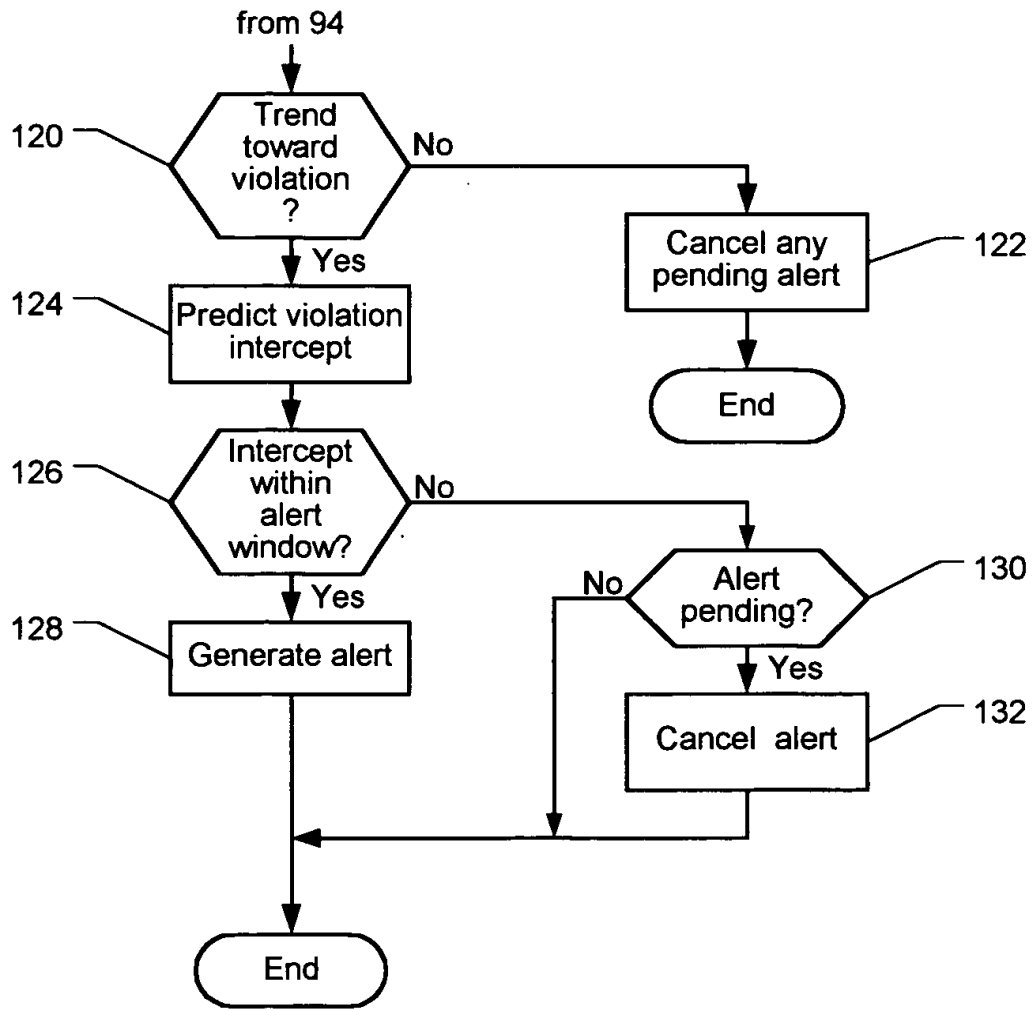 from 94
120
Trend
toward
violation
?
No
Yes
Cancel any
pending alert
122
124
Predict violation
intercept
End
126
Intercept
within
alert
window?
No
Yes
No
Alert
pending?
130
Yes
128
Generate alert
Cancel alert
132
End